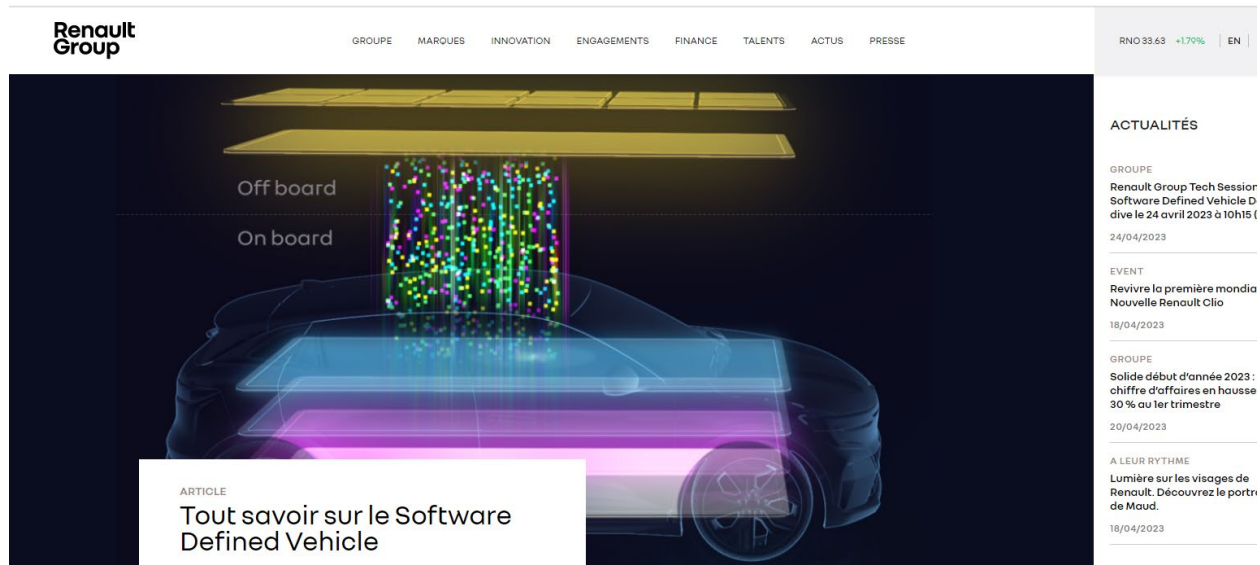 Renault
Group
GROUPE MARQUES INNOVATION ENGAGEMENTS FINANCE TALENTS ACTUS PRESSE
RNO 33.63 +1.79% | EN |
Off board
On board
ARTICLE
Tout savoir sur le Software
Defined Vehicle
ACTUALITÉS
GROUPE
Renault Group Tech Session
Software Defined Vehicle
dive le 24 avril 2023 à 10h15 (
24/04/2023
EVENT
Revivre la première
Nouvelle Renault Clio
18/04/2023
GROUPE
Solide début d'année 2023 :
chiffre d'affaires en hausse
30 % au 1er trimestre
20/04/2023
A LEUR RYTHME
Lumière sur les visages de
Renault. Découvrez le
de Maud.
18/04/2023